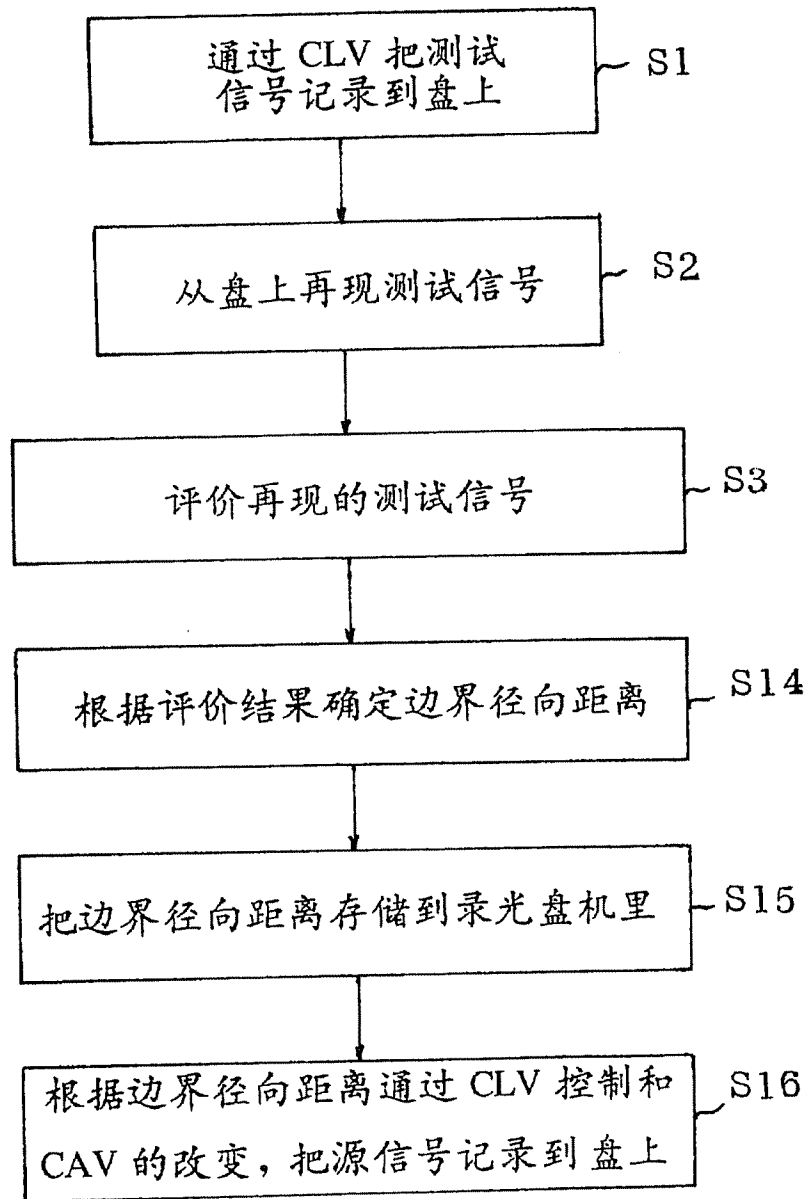 通过 CLV 把测试
信号记录到盘上
S1
从盘上再现测试信号
S2
评价再现的测试信号
S3
根据评价结果确定边界径向距离
S14
把边界径向距离存储到录光盘机里
S15
根据边界径向距离通过 CLV 控制和
CAV 的改变，把源信号记录到盘上
S16